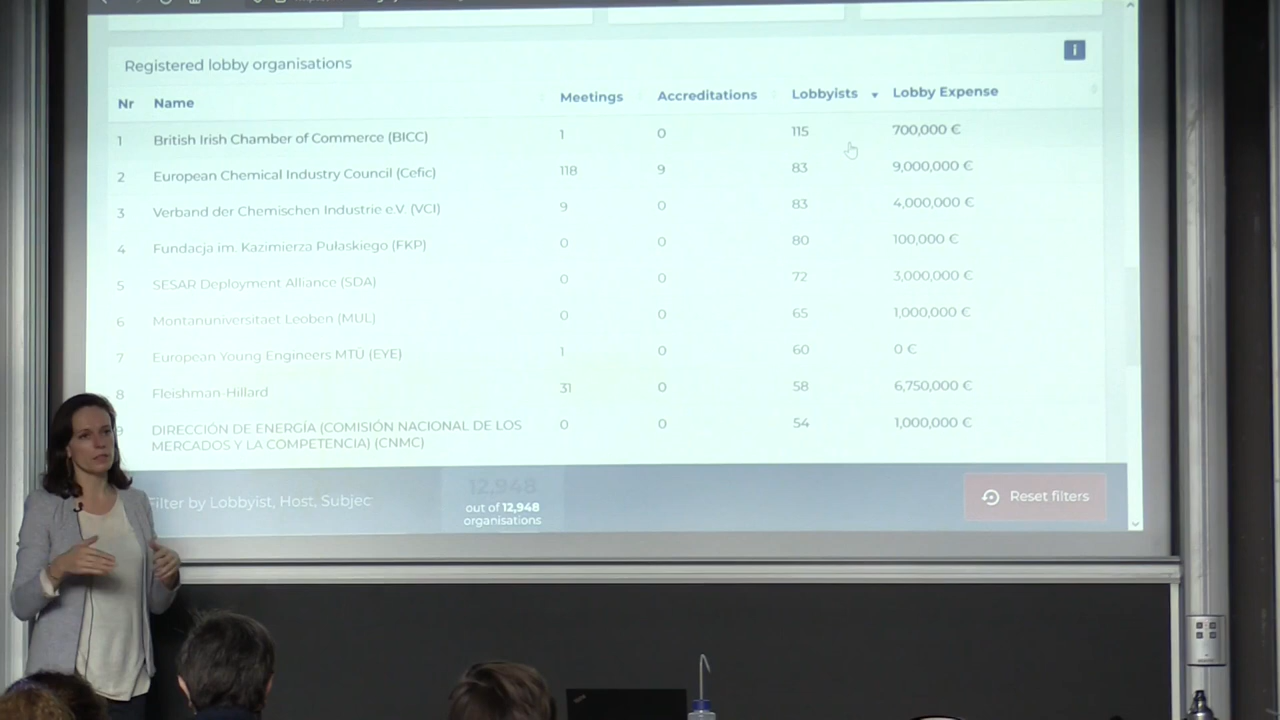 Registered lobby organisations
i
Nr Name Meetings Accreditations Lobbyists Lobby Expense
1 British Irish Chamber of Commerce (BICC) 1 0 115 700,000 €
2 European Chemical Industry Council (Cefic) 118 9 83 9,000,000 €
3 Verband der Chemischen Industrie e.V. (VCI) 9 0 83 4,000,000 €
4 Fundacja im. Kazimierza Pułaskiego (FKP) 0 0 80 100,000 €
5 SESAR Deployment Alliance (SDA) 0 0 72 3,000,000 €
6 Montanuniversitaet Leoben (MUL) 0 0 65 1,000,000 €
7 European Young Engineers MTÜ (EYE) 1 0 60 0 €
8 Fleishman-Hillard 31 0 58 6,750,000 €
9 DIRECCIÓN DE ENERGÍA (COMISIÓN NACIONAL DE LOS 0 0 54 1,000,000 €
MERCADOS Y LA COMPETENCIA) (CNMC)
Filter by Lobbyist, Host, Subjec
12,948
out of 12,948
organisations
Reset filters